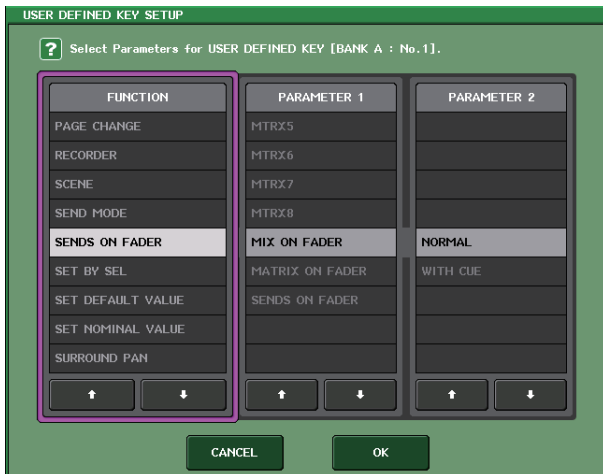 USER DEFINED KEY SETUP
? Select Parameters for USER DEFINED KEY [BANK A : No.1].
FUNCTION
PAGE CHANGE
RECORDER
SCENE
SEND MODE
SENDS ON FADER
SET BY SEL
SET DEFAULT VALUE
SET NOMINAL VALUE
SURROUND PAN
PARAMETER 1
MTRX5
MTRX6
MTRX7
MTRX8
MIX ON FADER
MATRIX ON FADER
SENDS ON FADER
PARAMETER 2
NORMAL
WITH CUE
CANCEL
OK